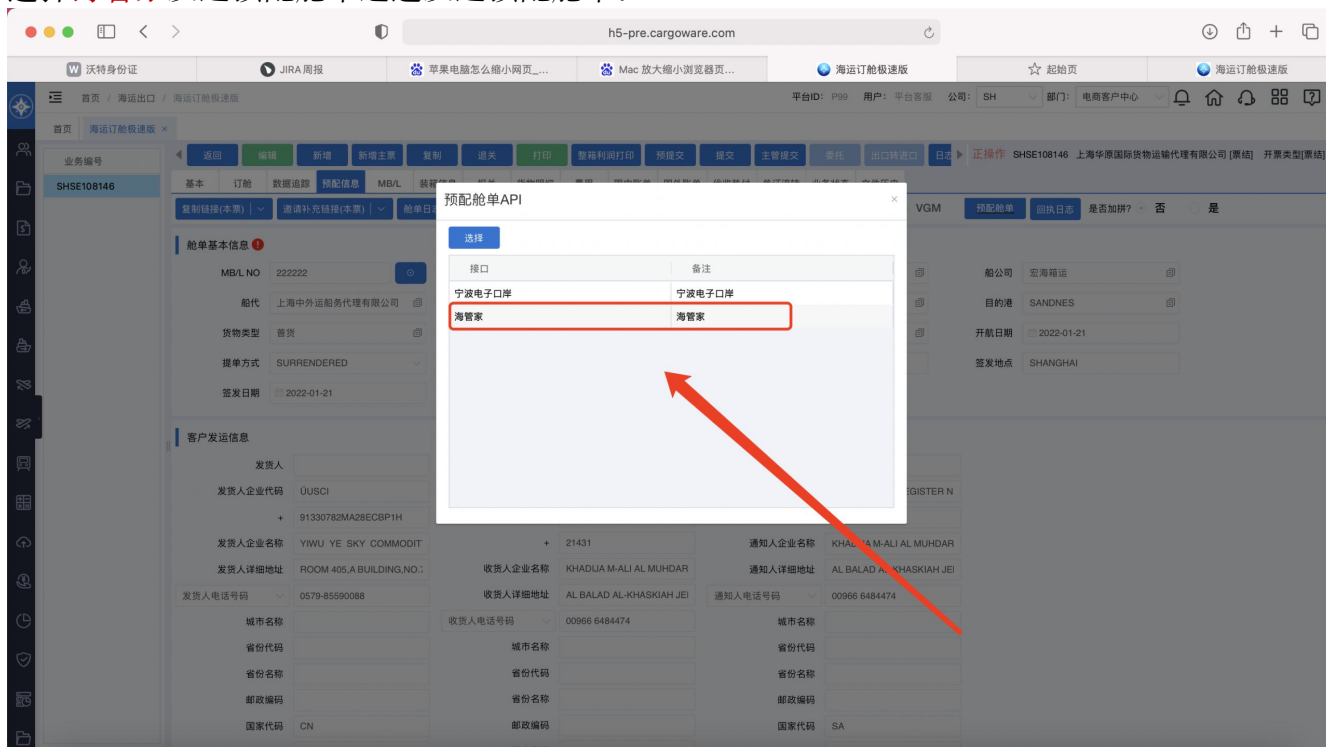 h5-pre.cargoware.com
沃特身份证
JIRA 周报
苹果电脑怎么缩小网页_...
Mac 放大缩小浏览器页...
海运订舱极速版
起始页
海运订舱极速版
首页 / 海运出口 / 海运订舱极速版
平台ID: P99 用户: 平台客服 公司: SH 部门: 电商客户中心
首页 海运订舱极速版 ×
业务编号
返回 编辑 新增 新增主票 复制 退关 打印 整箱利润打印 预提交 提交 主管提交 委托 出口转进口 日志
正操作 SHSE108146 上海华原国际货物运输代理有限公司 [票结] 开票类型[票结]
SHSE108146
基本 订舱 数据追踪 预配信息 MB/L
复制链接(本票) 邀请补充链接(本票)
VGM 预配舱单 回执日志 是否加拼? 否 是
预配舱单API ×
选择
接口 备注
宁波电子口岸 宁波电子口岸
海管家 海管家
舱单基本信息
MB/L NO 222222
船公司 宏海箱运
船代 上海中外运船务代理有限公司
目的港 SANDNES
货物类型 普货
开航日期 2022-01-21
提单方式 SURRENDERED
签发地点 SHANGHAI
签发日期 2022-01-21
客户发运信息
发货人
发货人企业代码 ÜUSCI
EGISTER N
+ 91330782MA28ECBP1H
发货人企业名称 YIWU YE SKY COMMODIT
+ 21431
通知人企业名称 KHADIJA M-ALI AL MUHDAR
发货人详细地址 ROOM 405,A BUILDING,NO.:
收货人企业名称 KHADIJA M-ALI AL MUHDAR
通知人详细地址 AL BALAD AL-KHASKIAH JEI
发货人电话号码 0579-85590088
收货人详细地址 AL BALAD AL-KHASKIAH JEI
通知人电话号码 00966 6484474
城市名称
收货人电话号码 00966 6484474
城市名称
省份代码
城市名称
省份代码
省份名称
省份代码
省份名称
邮政编码
省份名称
邮政编码
国家代码 CN
邮政编码
国家代码 SA